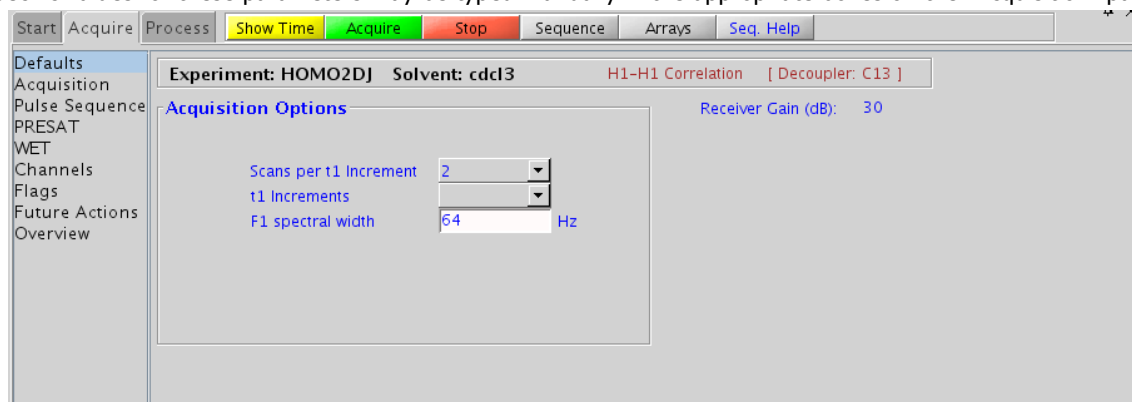 Start Acquire Process Show Time Acquire Stop Sequence Arrays Seq. Help
Defaults
Acquisition
Pulse Sequence
PRESAT
WET
Channels
Flags
Future Actions
Overview
Experiment: HOMO2DJ Solvent: cdcl3 H1-H1 Correlation [ Decoupler: C13 ]
Acquisition Options
Receiver Gain (dB): 30
Scans per t1 Increment 2
t1 Increments
F1 spectral width 64 Hz